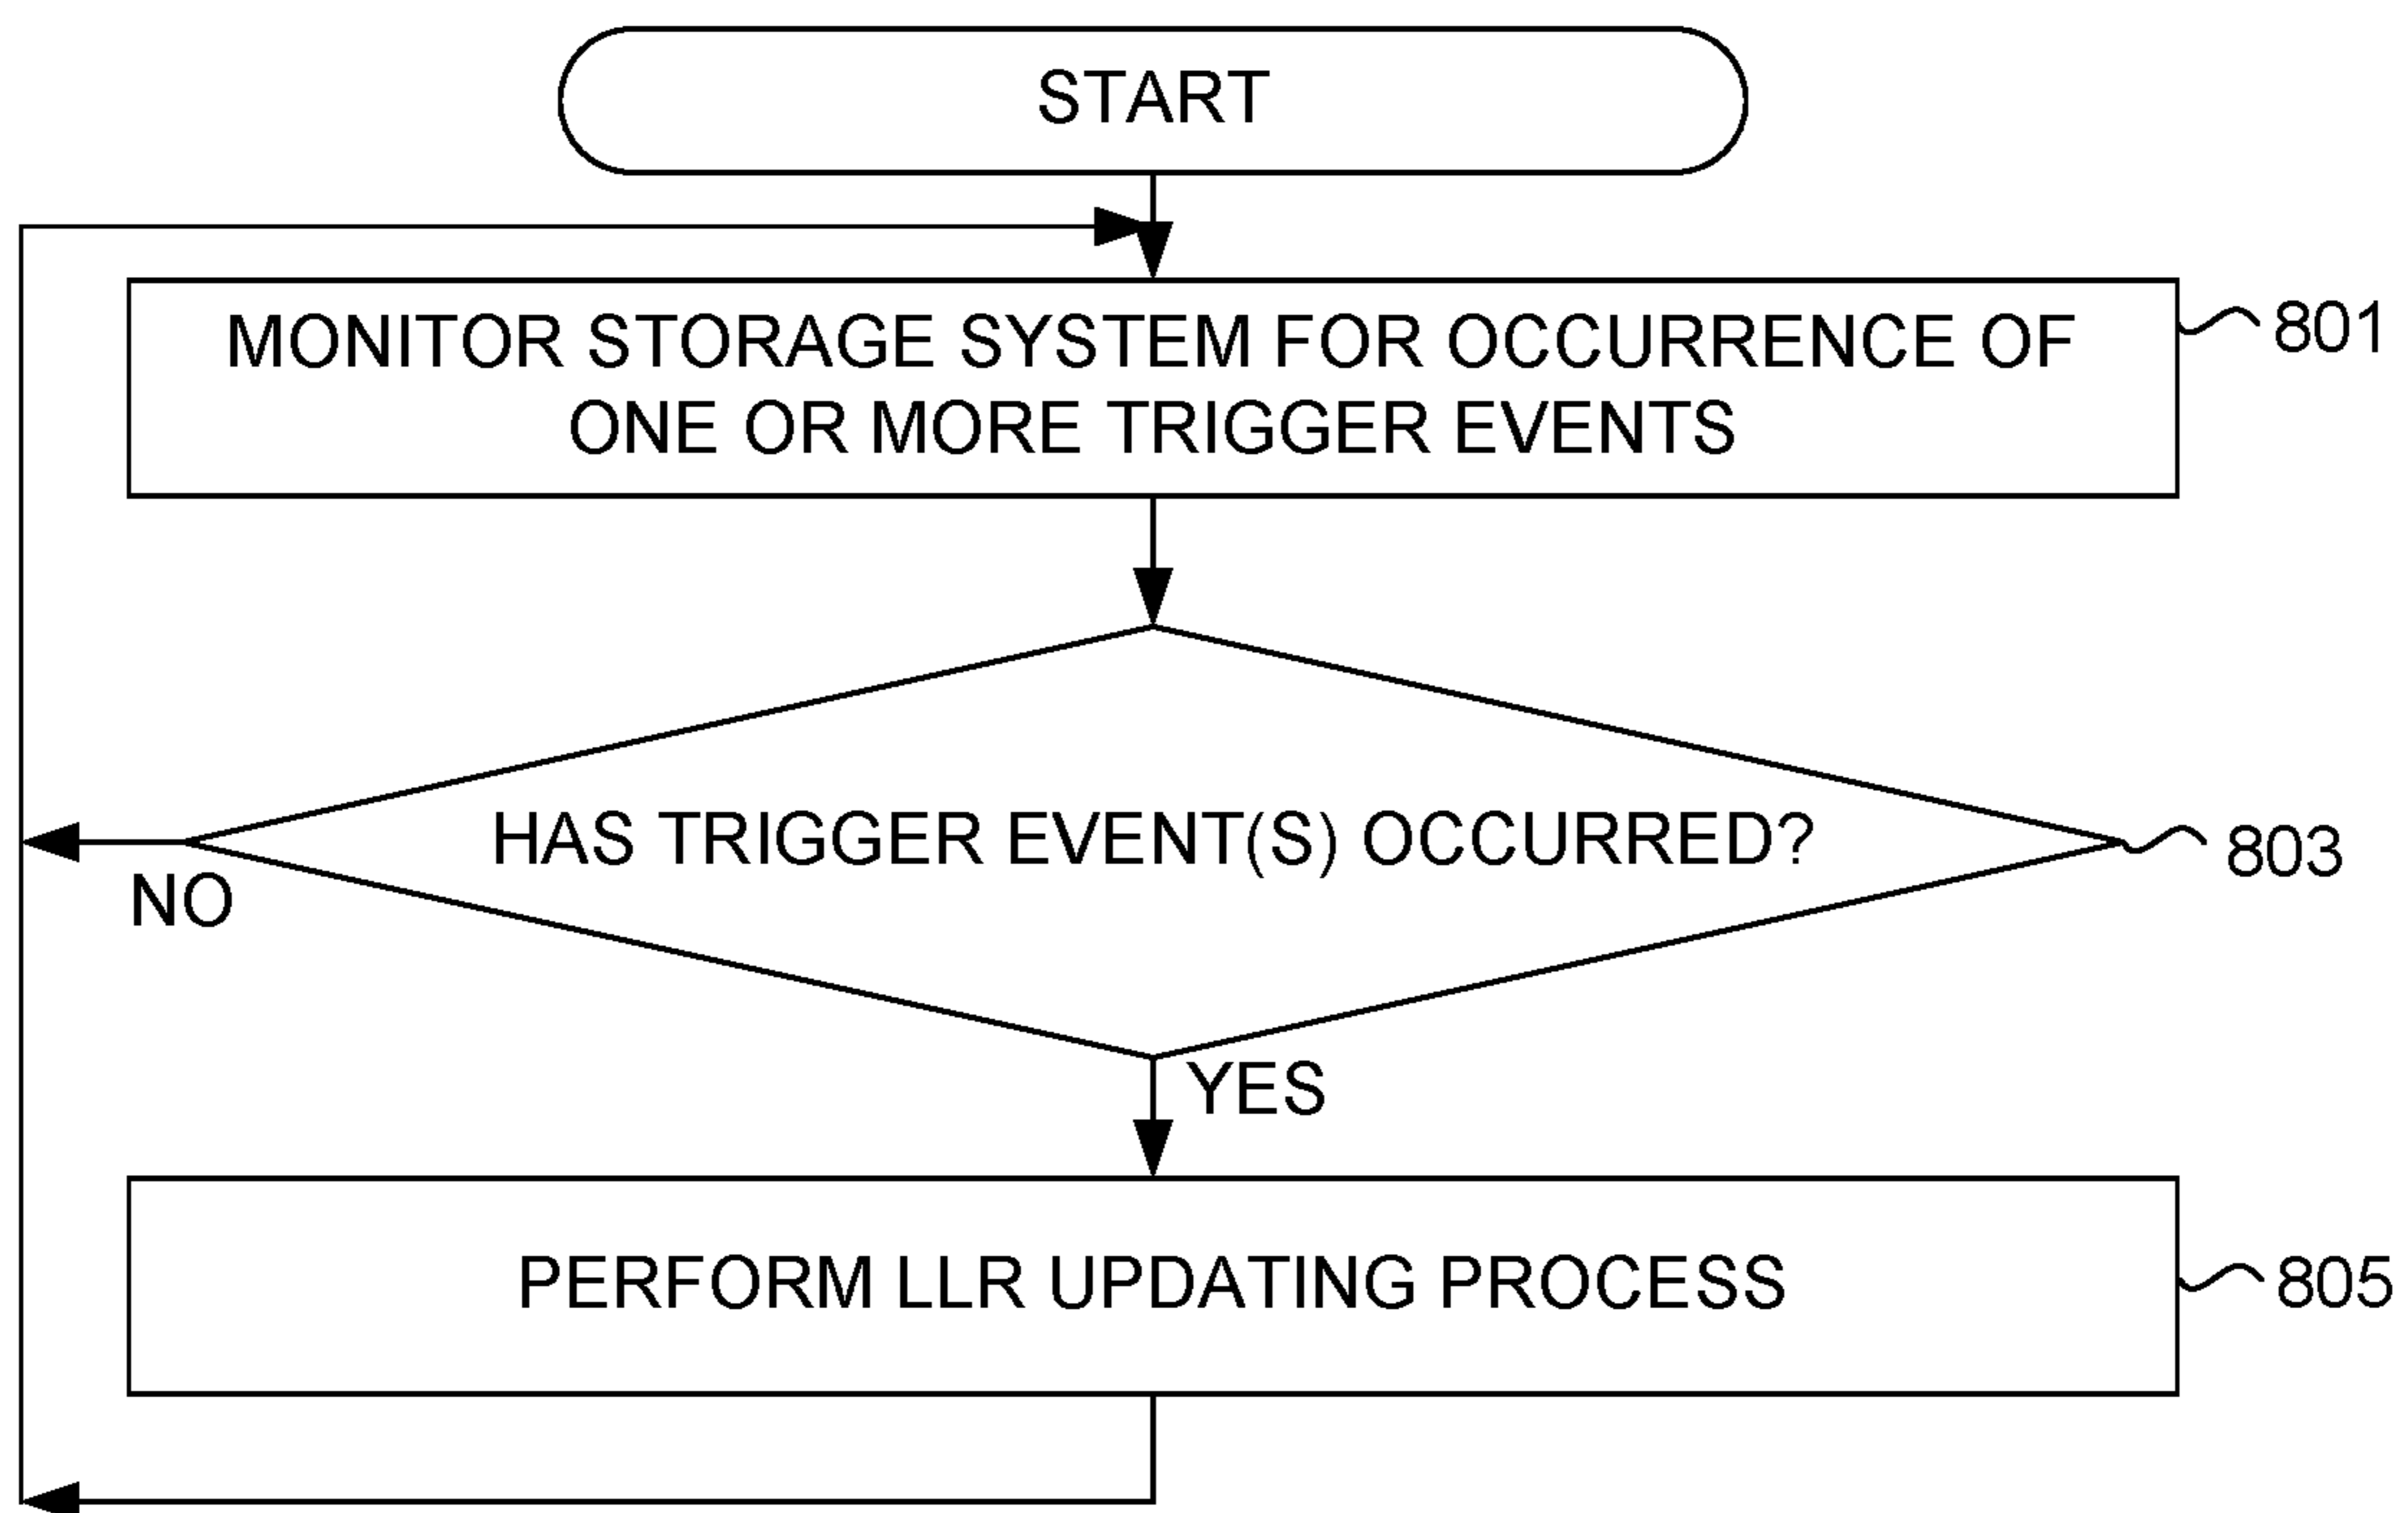 START
MONITOR STORAGE SYSTEM FOR OCCURRENCE OF
ONE OR MORE TRIGGER EVENTS
801
HAS TRIGGER EVENT(S) OCCURRED?
803
NO
YES
PERFORM LLR UPDATING PROCESS
805